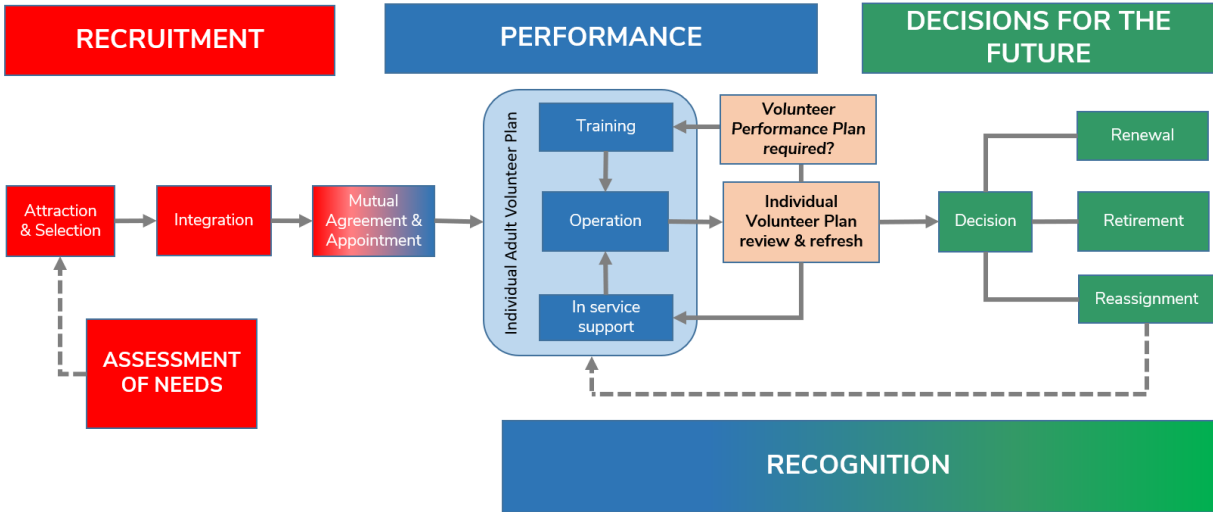 RECRUITMENT
PERFORMANCE
DECISIONS FOR THE
FUTURE
Attraction
& Selection
Integration
Mutual
Agreement &
Appointment
ASSESSMENT
OF NEEDS
Individual Adult Volunteer Plan
Training
Operation
In service
support
Volunteer
Performance Plan
required?
Individual
Volunteer Plan
review & refresh
Decision
Renewal
Retirement
Reassignment
RECOGNITION